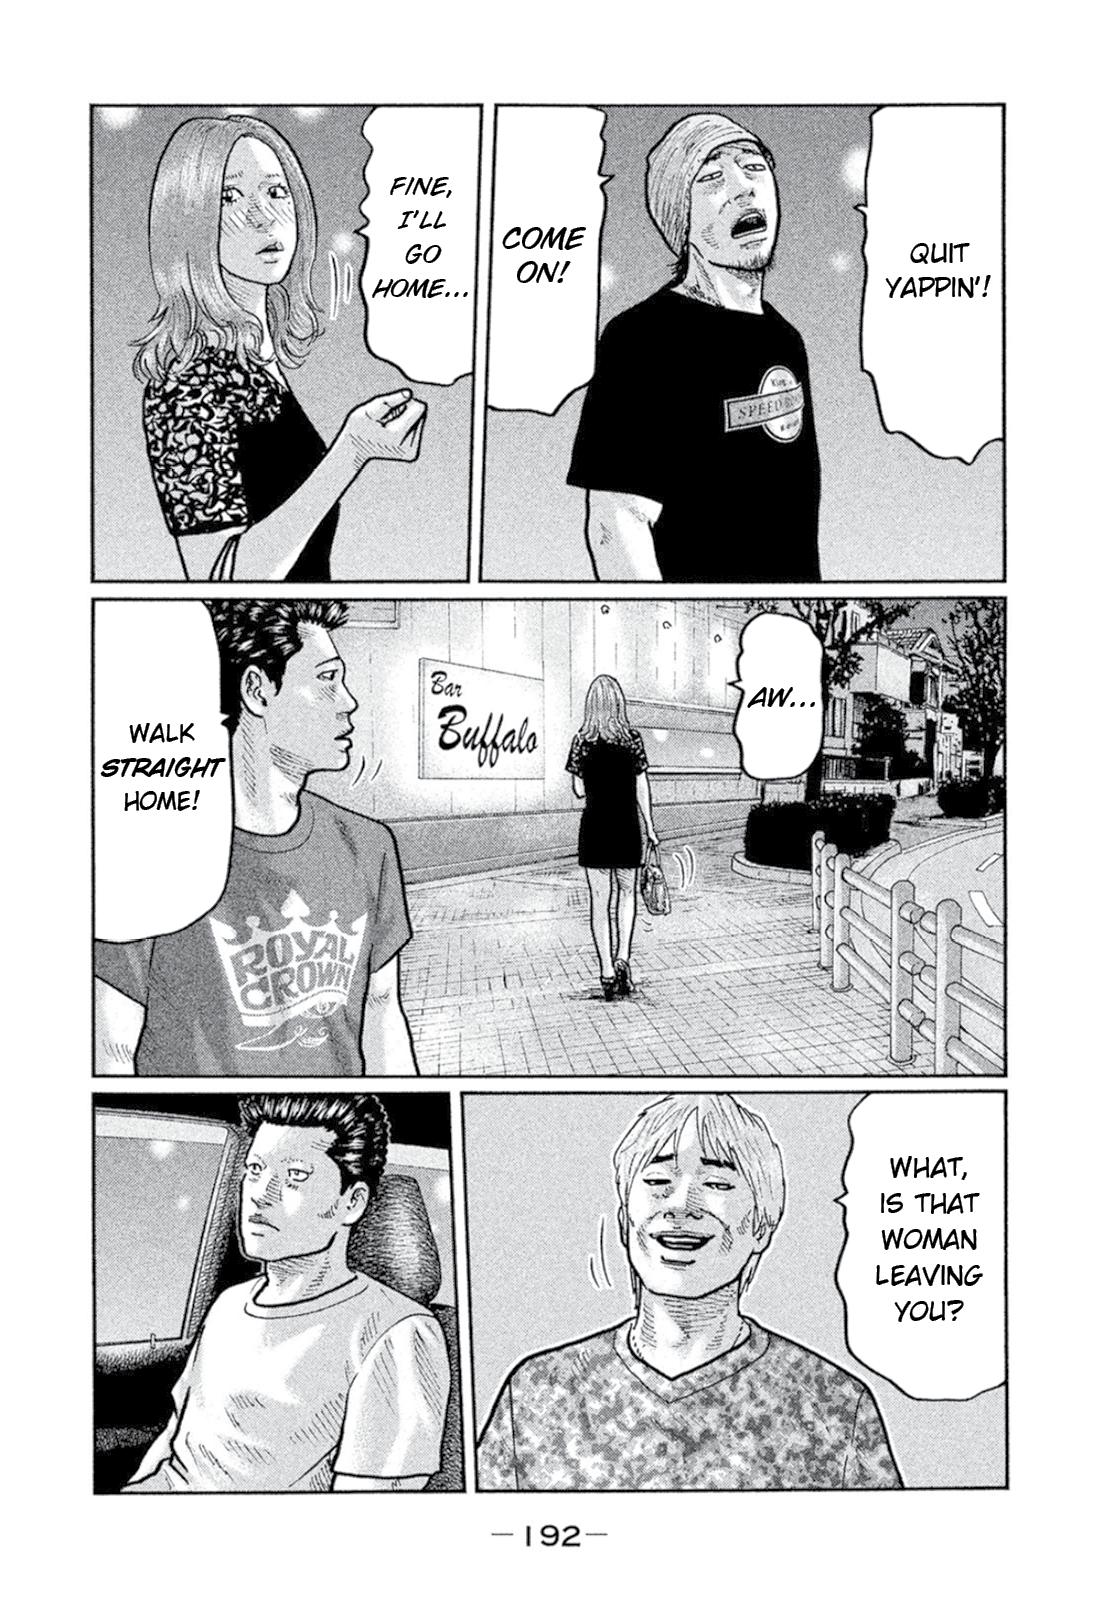 QUIT
YAPPIN'!
COME
ON!
SPEED
FINE,
I'LL
GO
HOME...
AW...
Bar
Buffalo
WALK
STRAIGHT
HOME!
ROYAL
CROWN
WHAT,
IS THAT
WOMAN
LEAVING
YOU?
—192—